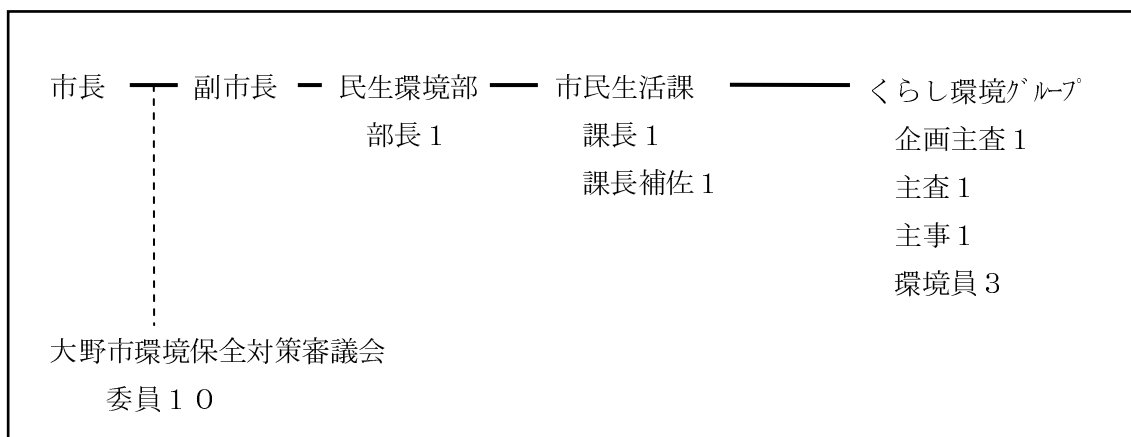 市長 副市長 民生環境部 市民生活課 くらし環境ｸﾞﾙｰﾌﾟ
部長１ 課長１ 企画主査１
課長補佐１ 主査１
主事１
環境員３
大野市環境保全対策審議会
委員１０